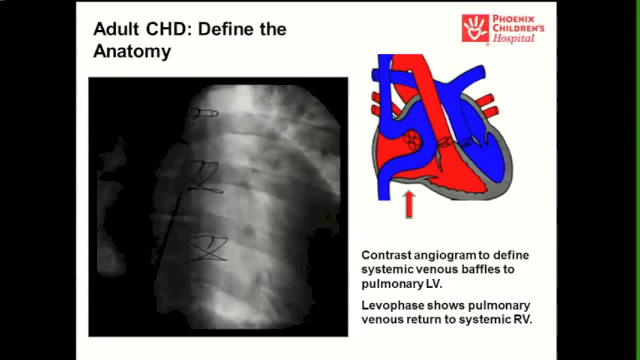 Adult CHD: Define the
Anatomy
PHOENIX
CHILDREN'S
Hospital
Contrast angiogram to define
systemic venous baffles to
pulmonary LV.
Levophase shows pulmonary
venous return to systemic RV.